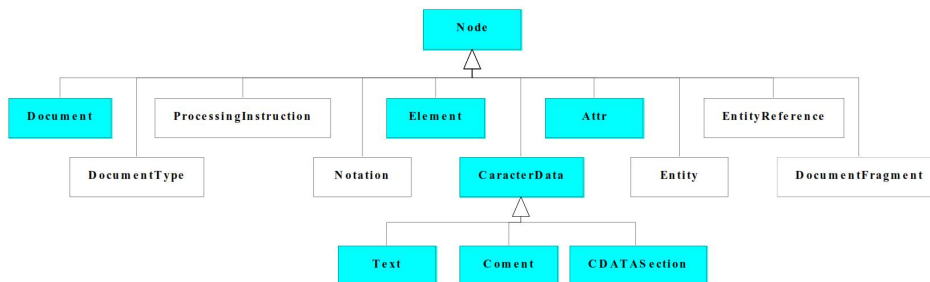 Node
Document
ProcessingInstruction
Element
Attr
EntityReference
DocumentType
Notation
CaracterData
Entity
DocumentFragment
Text
Coment
CDATASection